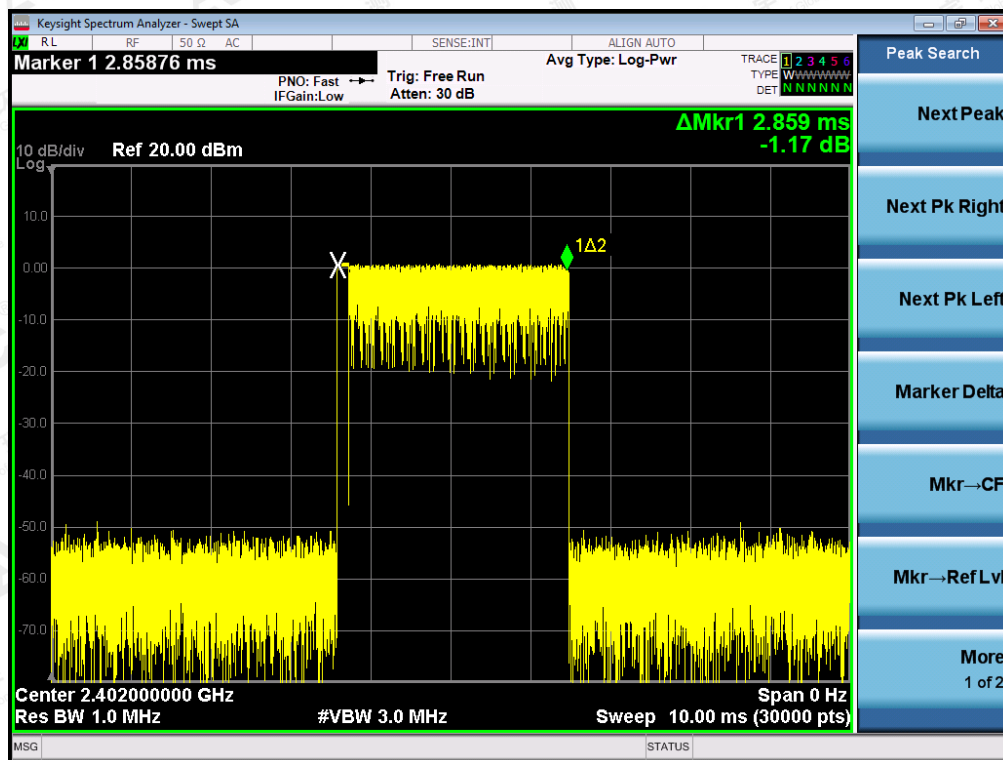 Keysight Spectrum Analyzer - Swept SA
LXI RL RF 50 Ω AC SENSE:INT ALIGN AUTO
Marker 1 2.85876 ms
PNO: Fast
IFGain:Low
Trig: Free Run
Atten: 30 dB
Avg Type: Log-Pwr
TRACE 1 2 3 4 5 6
TYPE W
DET N N N N N N
Peak Search
Next Peak
Next Pk Right
Next Pk Left
Marker Delta
Mkr→CF
Mkr→Ref Lvl
More
1 of 2
ΔMkr1 2.859 ms
-1.17 dB
10 dB/div Ref 20.00 dBm
Log
10.0
0.00
-10.0
-20.0
-30.0
-40.0
-50.0
-60.0
-70.0
1Δ2
Center 2.402000000 GHz Span 0 Hz
Res BW 1.0 MHz #VBW 3.0 MHz Sweep 10.00 ms (30000 pts)
MSG STATUS